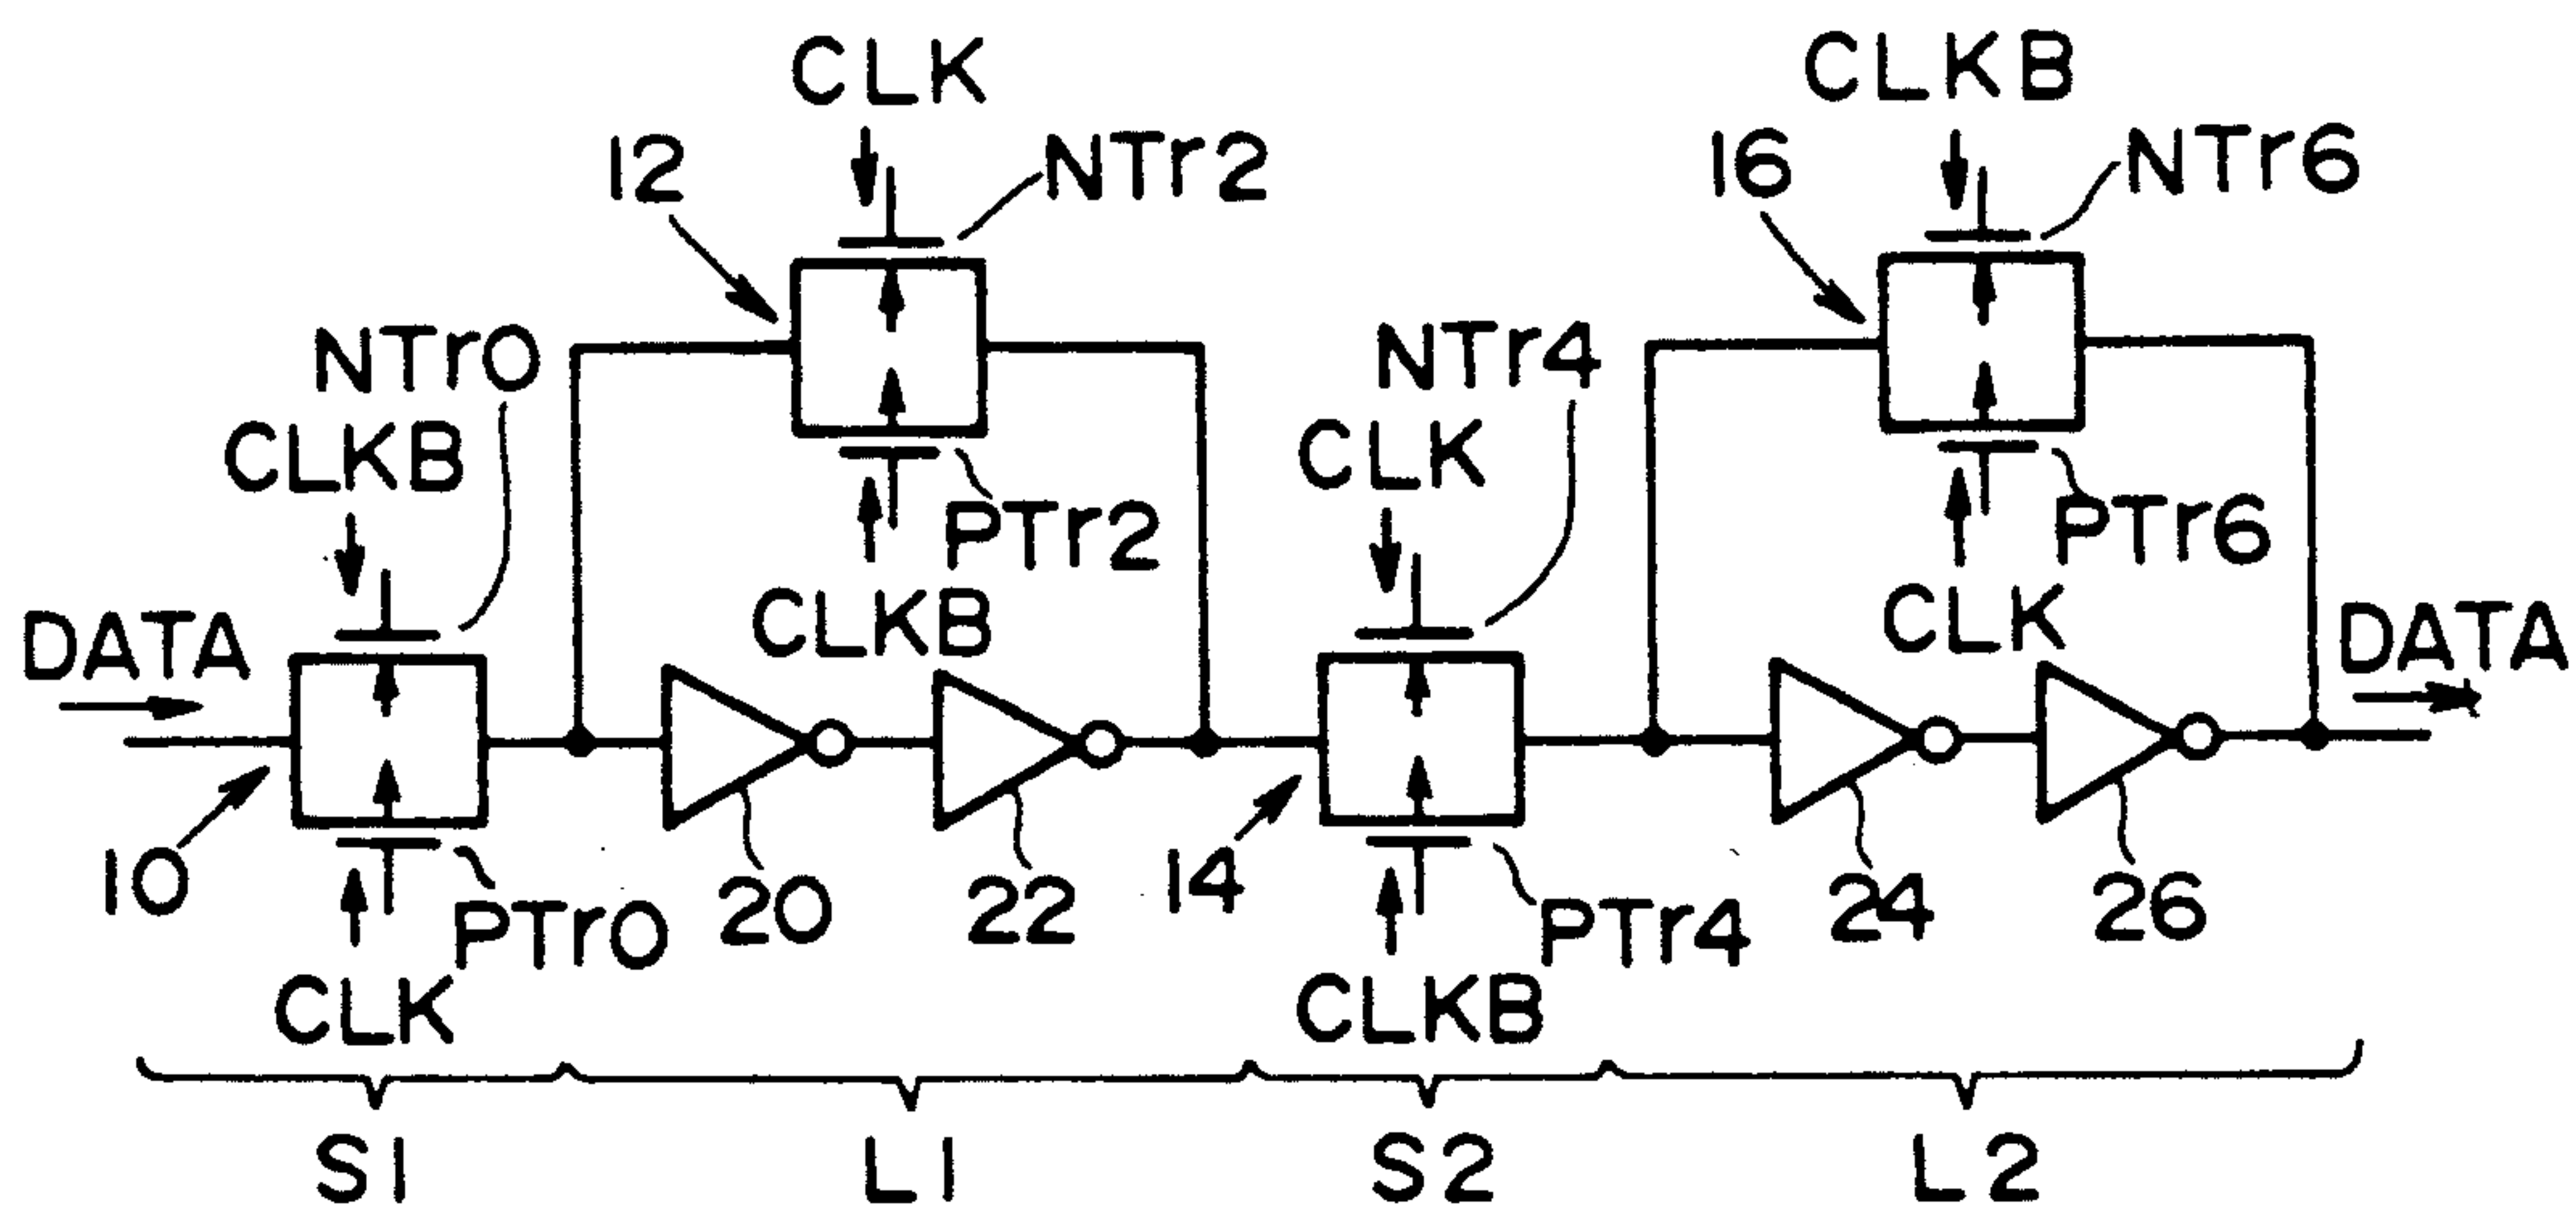 CLK
CLKB
12
NTr2
16
NTr6
NTr0
CLKB
NTr4
CLK
PTr2
CLKB
PTr6
CLK
DATA
DATA
10
PTr0
CLK
20
22
14
PTr4
CLKB
24
26
S1
L1
S2
L2